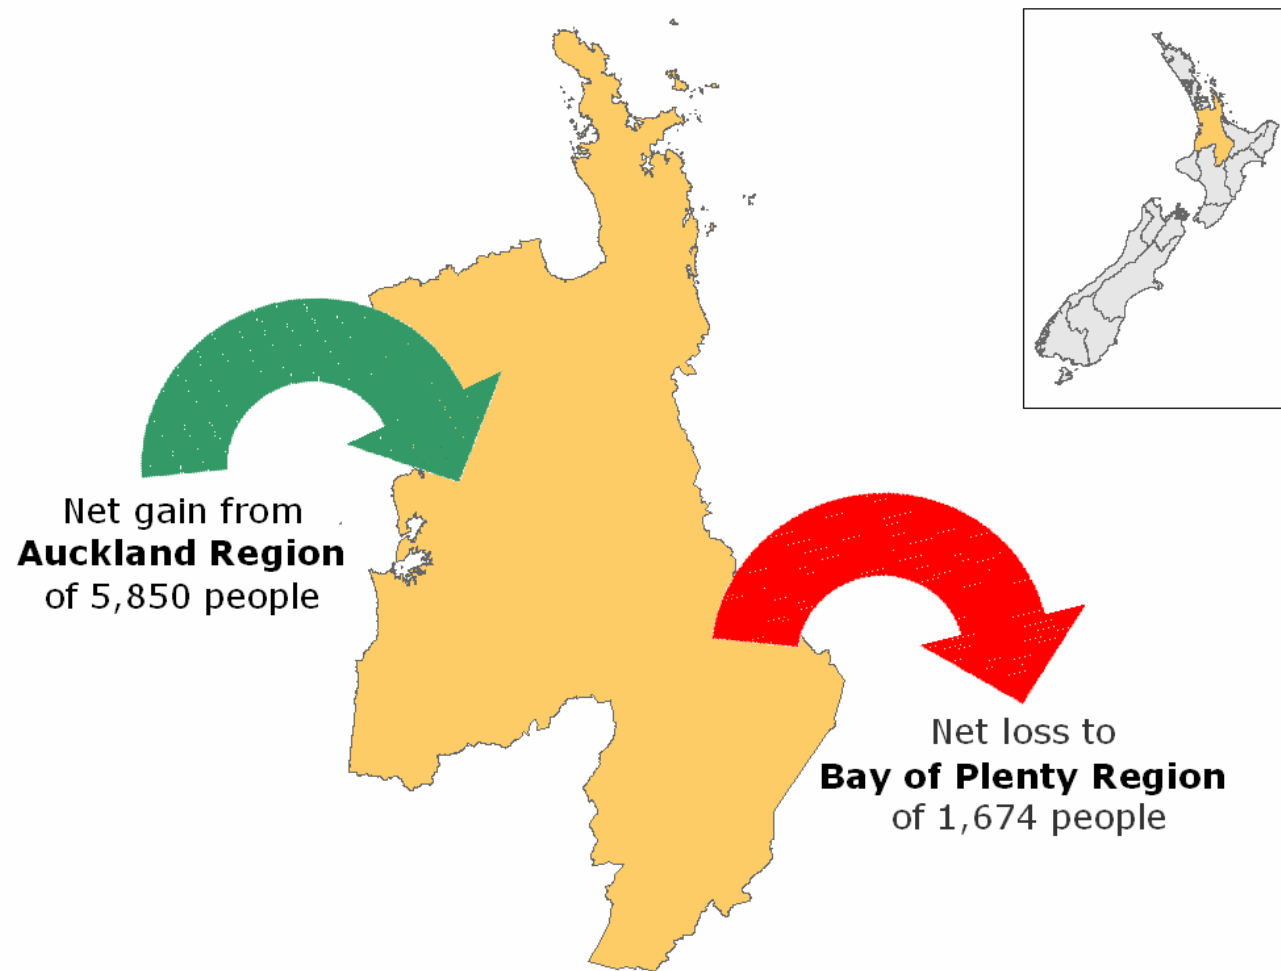 Net gain from
Auckland Region
of 5,850 people
Net loss to
Bay of Plenty Region
of 1,674 people